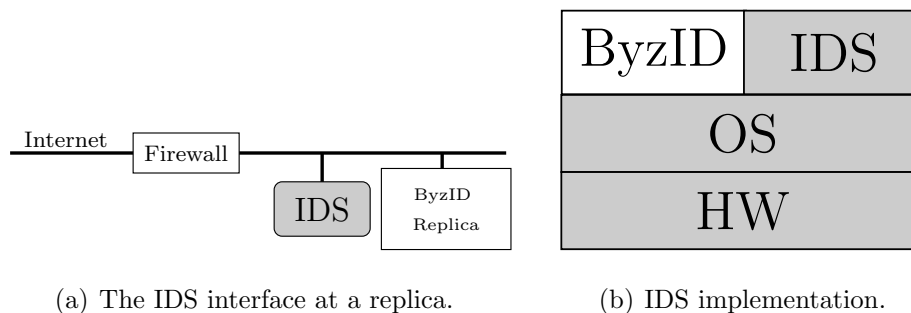 Internet
Firewall
IDS
ByzID
Replica
ByzID
IDS
OS
HW
(a) The IDS interface at a replica.
(b) IDS implementation.